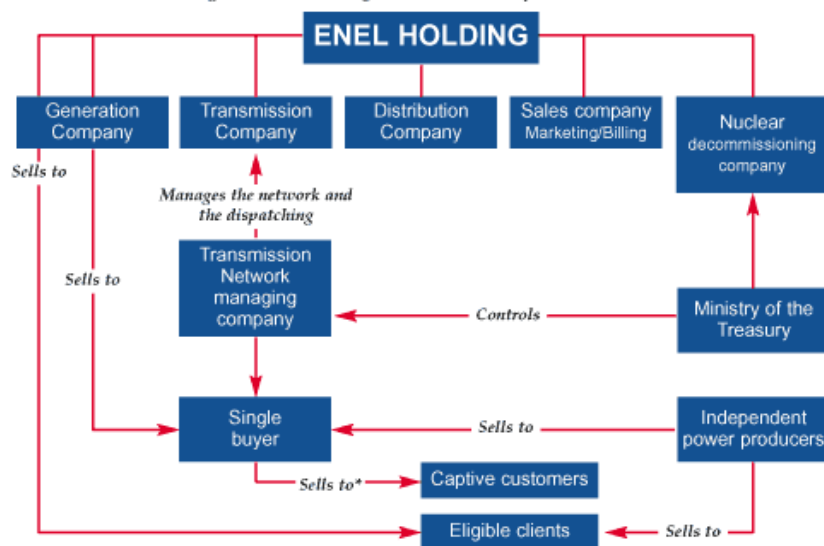 ENEL HOLDING
Generation
Company
Transmission
Company
Distribution
Company
Sales company
Marketing/Billing
Nuclear
decommissioning
company
Sells to
Manages the network and
the dispatching
Sells to
Transmission
Network
managing
company
Controls
Ministry of the
Treasury
Single
buyer
Sells to
Independent
power producers
Sells to*
Captive customers
Eligible clients
Sells to